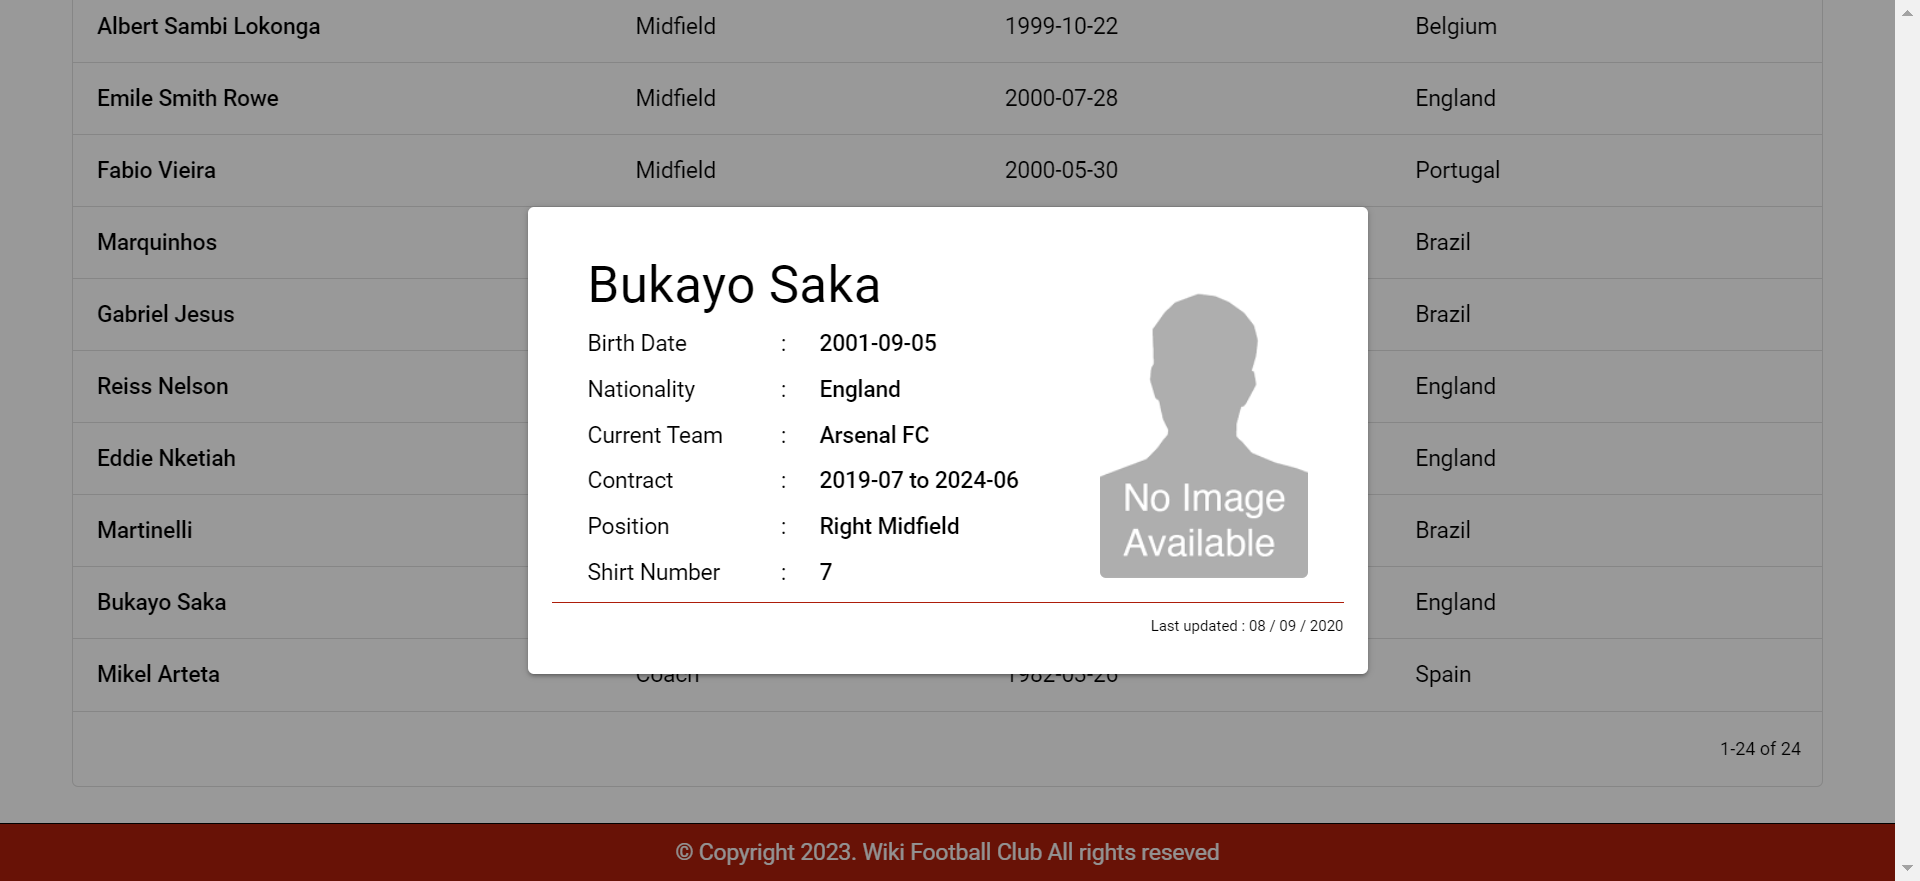 Albert Sambi Lokonga Midfield 1999-10-22 Belgium
Emile Smith Rowe Midfield 2000-07-28 England
Fabio Vieira Midfield 2000-05-30 Portugal
Marquinhos Brazil
Gabriel Jesus Brazil
Reiss Nelson England
Eddie Nketiah England
Martinelli Brazil
Bukayo Saka England
Mikel Arteta Coach 1982-03-26 Spain
1-24 of 24
Bukayo Saka
Birth Date : 2001-09-05
Nationality : England
Current Team : Arsenal FC
Contract : 2019-07 to 2024-06
Position : Right Midfield
Shirt Number : 7
No Image
Available
Last updated : 08 / 09 / 2020
© Copyright 2023. Wiki Football Club All rights reseved